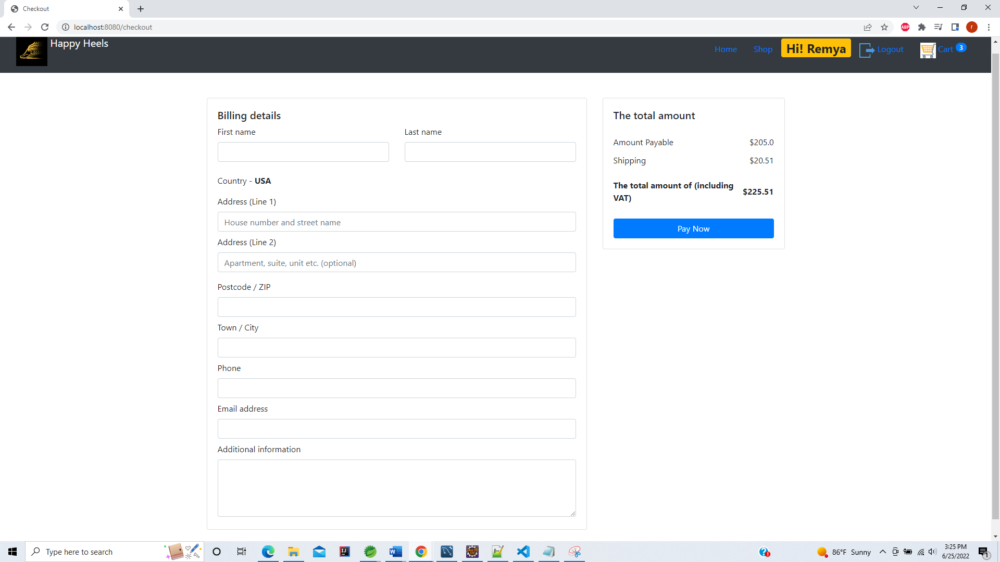 Checkout
localhost:8080/checkout
ABP
r
Happy Heels
Home
Shop
Hi! Remya
Logout
Cart
3
Billing details
First name
Last name
Country - USA
Address (Line 1)
House number and street name
Address (Line 2)
Apartment, suite, unit etc. (optional)
Postcode / ZIP
Town / City
Phone
Email address
Additional information
The total amount
Amount Payable
$205.0
Shipping
$20.51
The total amount of (including
VAT)
$225.51
Pay Now
Type here to search
IJ
W
86°F Sunny
3:25 PM
6/25/2022
1